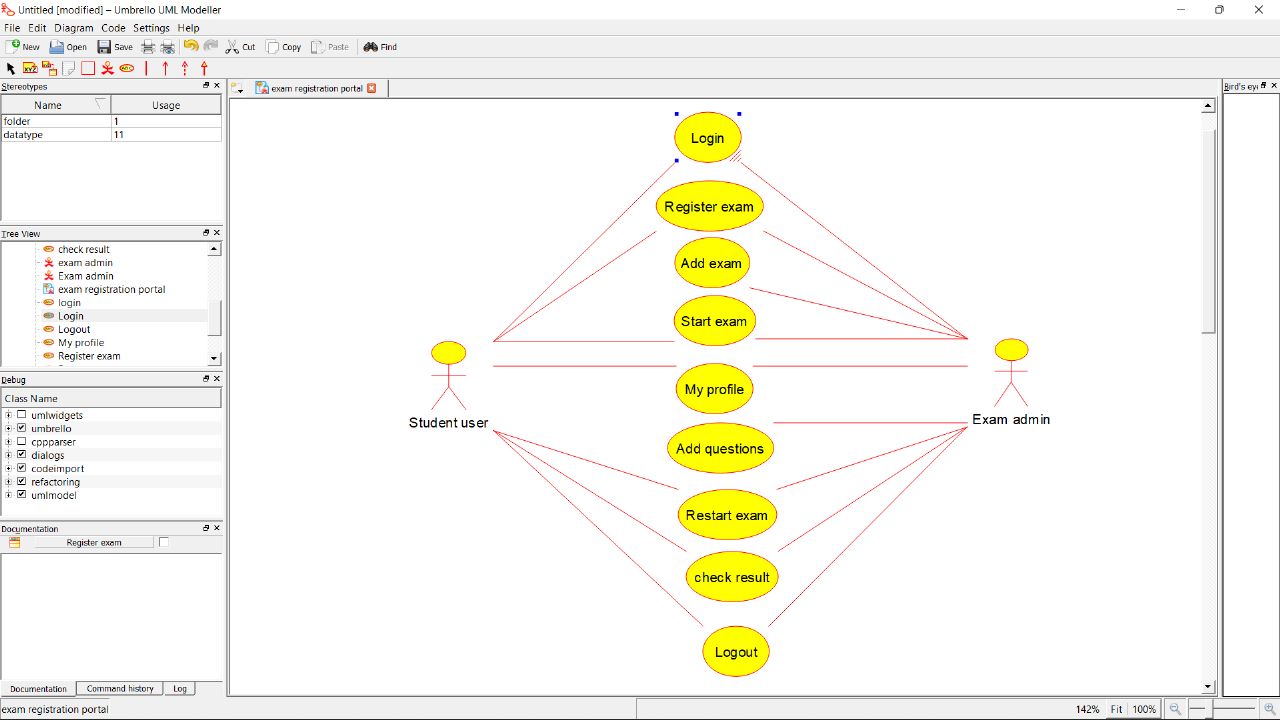 Untitled [modified] – Umbrello UML Modeller
File Edit Diagram Code Settings Help
New Open Save Cut Copy Paste Find
Stereotypes
Name Usage
folder 1
datatype 11
Tree View
check result
exam admin
Exam admin
exam registration portal
login
Login
Logout
My profile
Register exam
Debug
Class Name
umlwidgets
umbrello
cppparser
dialogs
codeimport
refactoring
umlmodel
Documentation
Register exam
Documentation Command history Log
exam registration portal
exam registration portal
Login
Register exam
Add exam
Start exam
My profile
Add questions
Restart exam
check result
Logout
Student user
Exam admin
Bird's ey
142% Fit 100%